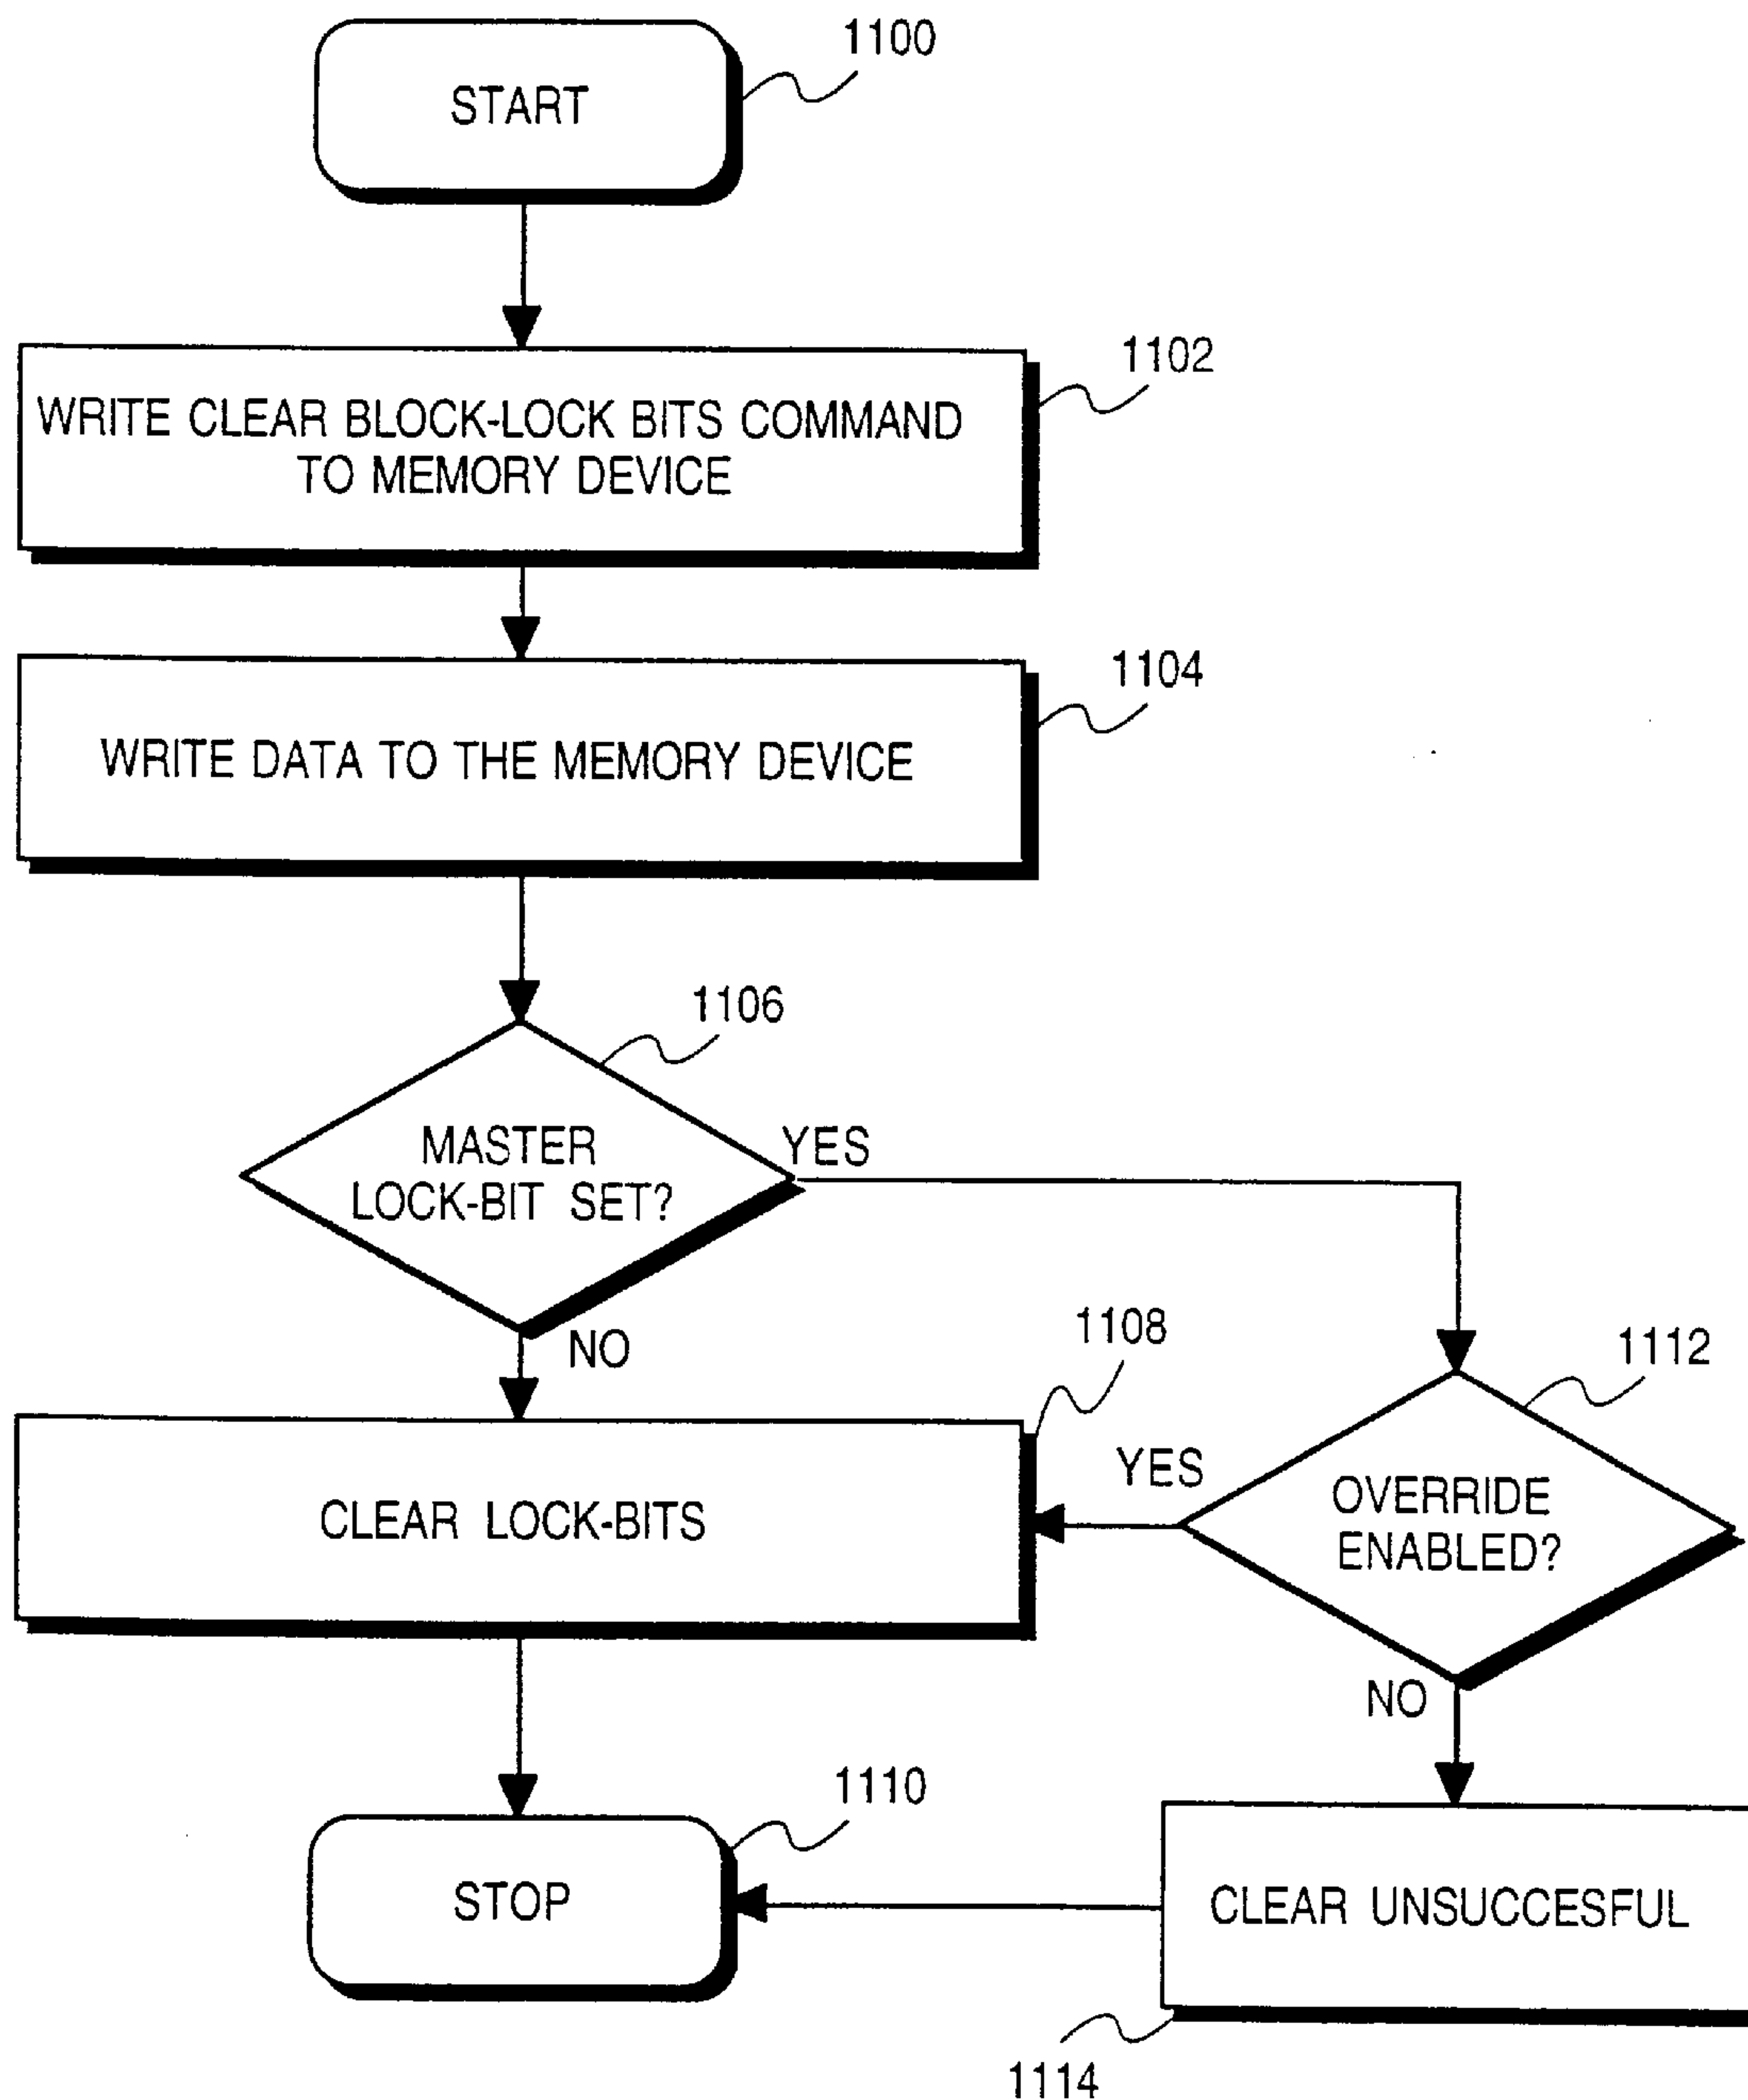 1100
START
1102
WRITE CLEAR BLOCK-LOCK BITS COMMAND
TO MEMORY DEVICE
1104
WRITE DATA TO THE MEMORY DEVICE
1106
MASTER
LOCK-BIT SET?
YES
NO
1108
1112
CLEAR LOCK-BITS
YES
OVERRIDE
ENABLED?
NO
1110
STOP
CLEAR UNSUCCESFUL
1114